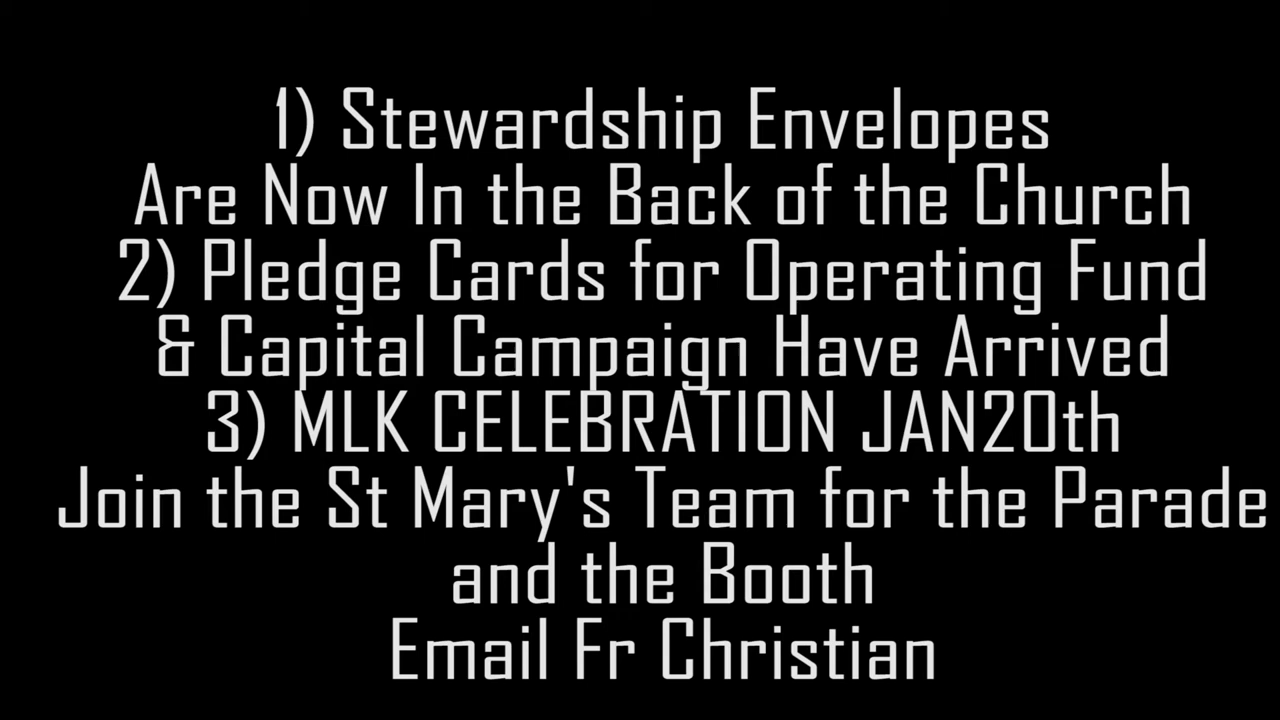 1) Stewardship Envelopes
Are Now In the Back of the Church
2) Pledge Cards for Operating Fund
& Capital Campaign Have Arrived
3) MLK CELEBRATION JAN20th
Join the St Mary's Team for the Parade
and the Booth
Email Fr Christian